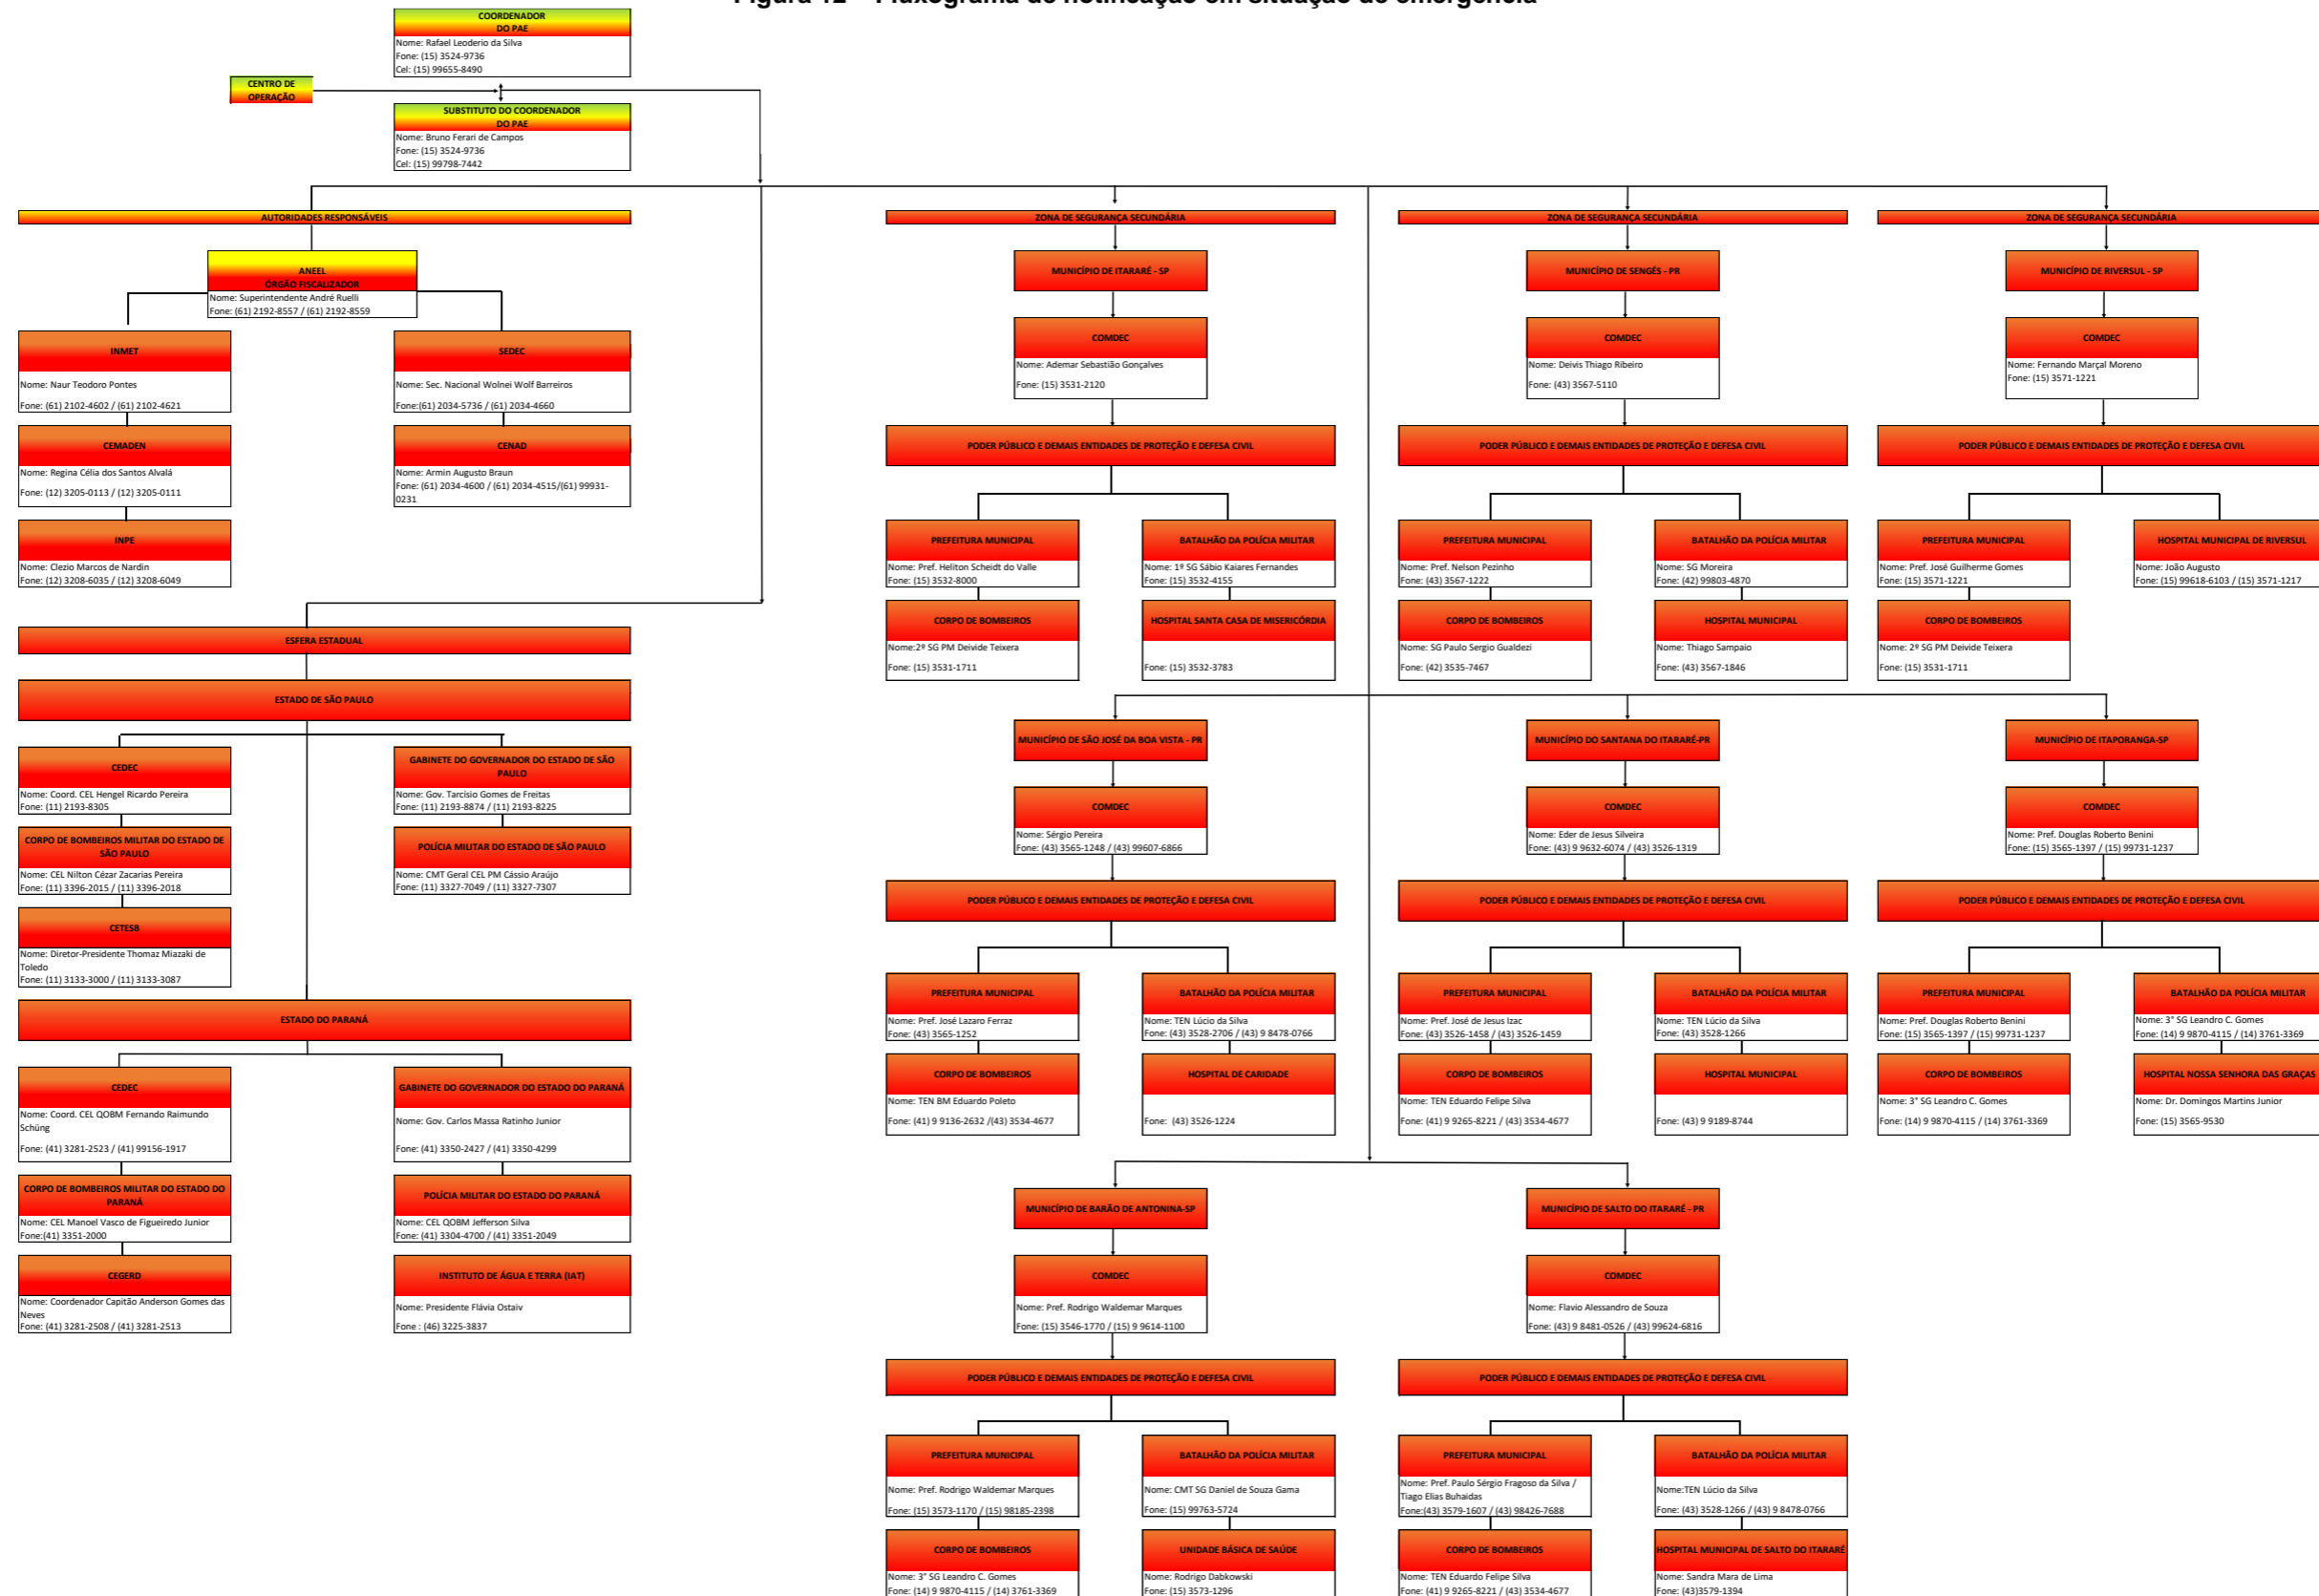 Figura 12 – Fluxograma de notificação em situação de emergência
COORDENADOR
DO PAE
Nome: Rafael Leoderio da Silva
Fone: (15) 3524-9736
Cel: (15) 99655-8490
CENTRO DE
OPERAÇÃO
SUBSTITUTO DO COORDENADOR
DO PAE
Nome: Bruno Ferari de Campos
Fone: (15) 3524-9736
Cel: (15) 99798-7442
AUTORIDADES RESPONSÁVEIS
ANEEL
ÓRGÃO FISCALIZADOR
Nome: Superintendente André Ruelli
Fone: (61) 2192-8557 / (61) 2192-8559
INMET
Nome: Naur Teodoro Pontes
Fone: (61) 2102-4602 / (61) 2102-4621
SEDEC
Nome: Sec. Nacional Wolnei Wolf Barreiros
Fone:(61) 2034-5736 / (61) 2034-4660
CEMADEN
Nome: Regina Célia dos Santos Alvalá
Fone: (12) 3205-0113 / (12) 3205-0111
CENAD
Nome: Armin Augusto Braun
Fone: (61) 2034-4600 / (61) 2034-4515/(61) 99931-
0231
INPE
Nome: Clezio Marcos de Nardin
Fone: (12) 3208-6035 / (12) 3208-6049
ESFERA ESTADUAL
ESTADO DE SÃO PAULO
CEDEC
Nome: Coord. CEL Hengel Ricardo Pereira
Fone: (11) 2193-8305
GABINETE DO GOVERNADOR DO ESTADO DE SÃO
PAULO
Nome: Gov. Tarcísio Gomes de Freitas
Fone: (11) 2193-8874 / (11) 2193-8225
CORPO DE BOMBEIROS MILITAR DO ESTADO DE
SÃO PAULO
Nome: CEL Nilton Cézar Zacarias Pereira
Fone: (11) 3396-2015 / (11) 3396-2018
POLÍCIA MILITAR DO ESTADO DE SÃO PAULO
Nome: CMT Geral CEL PM Cássio Araújo
Fone: (11) 3327-7049 / (11) 3327-7307
CETESB
Nome: Diretor-Presidente Thomaz Miazaki de
Toledo
Fone: (11) 3133-3000 / (11) 3133-3087
ESTADO DO PARANÁ
CEDEC
Nome: Coord. CEL QOBM Fernando Raimundo
Schüng
Fone: (41) 3281-2523 / (41) 99156-1917
GABINETE DO GOVERNADOR DO ESTADO DO PARANÁ
Nome: Gov. Carlos Massa Ratinho Junior
Fone: (41) 3350-2427 / (41) 3350-4299
CORPO DE BOMBEIROS MILITAR DO ESTADO DO
PARANÁ
Nome: CEL Manoel Vasco de Figueiredo Junior
Fone:(41) 3351-2000
POLÍCIA MILITAR DO ESTADO DO PARANÁ
Nome: CEL QOBM Jefferson Silva
Fone: (41) 3304-4700 / (41) 3351-2049
CEGERD
Nome: Coordenador Capitão Anderson Gomes das
Neves
Fone: (41) 3281-2508 / (41) 3281-2513
INSTITUTO DE ÁGUA E TERRA (IAT)
Nome: Presidente Flávia Ostaiv
Fone : (46) 3225-3837
ZONA DE SEGURANÇA SECUNDÁRIA
MUNICÍPIO DE ITARARÉ - SP
COMDEC
Nome: Ademar Sebastião Gonçalves
Fone: (15) 3531-2120
PODER PÚBLICO E DEMAIS ENTIDADES DE PROTEÇÃO E DEFESA CIVIL
PREFEITURA MUNICIPAL
Nome: Pref. Heliton Scheidt do Valle
Fone: (15) 3532-8000
BATALHÃO DA POLÍCIA MILITAR
Nome: 1º SG Sábio Kaiares Fernandes
Fone: (15) 3532-4155
CORPO DE BOMBEIROS
Nome:2º SG PM Deivide Teixera
Fone: (15) 3531-1711
HOSPITAL SANTA CASA DE MISERICÓRDIA
Fone: (15) 3532-3783
ZONA DE SEGURANÇA SECUNDÁRIA
MUNICÍPIO DE SENGÉS - PR
COMDEC
Nome: Deivis Thiago Ribeiro
Fone: (43) 3567-5110
PODER PÚBLICO E DEMAIS ENTIDADES DE PROTEÇÃO E DEFESA CIVIL
PREFEITURA MUNICIPAL
Nome: Pref. Nelson Pezinho
Fone: (43) 3567-1222
BATALHÃO DA POLÍCIA MILITAR
Nome: SG Moreira
Fone: (42) 99803-4870
CORPO DE BOMBEIROS
Nome: SG Paulo Sergio Gualdezi
Fone: (42) 3535-7467
HOSPITAL MUNICIPAL
Nome: Thiago Sampaio
Fone: (43) 3567-1846
ZONA DE SEGURANÇA SECUNDÁRIA
MUNICÍPIO DE RIVERSUL - SP
COMDEC
Nome: Fernando Marçal Moreno
Fone: (15) 3571-1221
PODER PÚBLICO E DEMAIS ENTIDADES DE PROTEÇÃO E DEFESA CIVIL
PREFEITURA MUNICIPAL
Nome: Pref. José Guilherme Gomes
Fone: (15) 3571-1221
HOSPITAL MUNICIPAL DE RIVERSUL
Nome: João Augusto
Fone: (15) 99618-6103 / (15) 3571-1217
CORPO DE BOMBEIROS
Nome: 2º SG PM Deivide Teixera
Fone: (15) 3531-1711
MUNICÍPIO DE SÃO JOSÉ DA BOA VISTA - PR
COMDEC
Nome: Sérgio Pereira
Fone: (43) 3565-1248 / (43) 99607-6866
PODER PÚBLICO E DEMAIS ENTIDADES DE PROTEÇÃO E DEFESA CIVIL
PREFEITURA MUNICIPAL
Nome: Pref. José Lazaro Ferraz
Fone: (43) 3565-1252
BATALHÃO DA POLÍCIA MILITAR
Nome: TEN Lúcio da Silva
Fone: (43) 3528-2706 / (43) 9 8478-0766
CORPO DE BOMBEIROS
Nome: TEN BM Eduardo Poleto
Fone: (41) 9 9136-2632 /(43) 3534-4677
HOSPITAL DE CARIDADE
Fone: (43) 3526-1224
MUNICÍPIO DO SANTANA DO ITARARÉ-PR
COMDEC
Nome: Eder de Jesus Silveira
Fone: (43) 9 9632-6074 / (43) 3526-1319
PODER PÚBLICO E DEMAIS ENTIDADES DE PROTEÇÃO E DEFESA CIVIL
PREFEITURA MUNICIPAL
Nome: Pref. José de Jesus Izac
Fone: (43) 3526-1458 / (43) 3526-1459
BATALHÃO DA POLÍCIA MILITAR
Nome: TEN Lúcio da Silva
Fone: (43) 3528-1266
CORPO DE BOMBEIROS
Nome: TEN Eduardo Felipe Silva
Fone: (41) 9 9265-8221 / (43) 3534-4677
HOSPITAL MUNICIPAL
Fone: (43) 9 9189-8744
MUNICÍPIO DE ITAPORANGA-SP
COMDEC
Nome: Pref. Douglas Roberto Benini
Fone: (15) 3565-1397 / (15) 99731-1237
PODER PÚBLICO E DEMAIS ENTIDADES DE PROTEÇÃO E DEFESA CIVIL
PREFEITURA MUNICIPAL
Nome: Pref. Douglas Roberto Benini
Fone: (15) 3565-1397 / (15) 99731-1237
BATALHÃO DA POLÍCIA MILITAR
Nome: 3° SG Leandro C. Gomes
Fone: (14) 9 9870-4115 / (14) 3761-3369
CORPO DE BOMBEIROS
Nome: 3° SG Leandro C. Gomes
Fone: (14) 9 9870-4115 / (14) 3761-3369
HOSPITAL NOSSA SENHORA DAS GRAÇAS
Nome: Dr. Domingos Martins Junior
Fone: (15) 3565-9530
MUNICÍPIO DE BARÃO DE ANTONINA-SP
COMDEC
Nome: Pref. Rodrigo Waldemar Marques
Fone: (15) 3546-1770 / (15) 9 9614-1100
PODER PÚBLICO E DEMAIS ENTIDADES DE PROTEÇÃO E DEFESA CIVIL
PREFEITURA MUNICIPAL
Nome: Pref. Rodrigo Waldemar Marques
Fone: (15) 3573-1170 / (15) 98185-2398
BATALHÃO DA POLÍCIA MILITAR
Nome: CMT SG Daniel de Souza Gama
Fone: (15) 99763-5724
CORPO DE BOMBEIROS
Nome: 3° SG Leandro C. Gomes
Fone: (14) 9 9870-4115 / (14) 3761-3369
UNIDADE BÁSICA DE SAÚDE
Nome: Rodrigo Dabkowski
Fone: (15) 3573-1296
MUNICÍPIO DE SALTO DO ITARARÉ - PR
COMDEC
Nome: Flavio Alessandro de Souza
Fone: (43) 9 8481-0526 / (43) 99624-6816
PODER PÚBLICO E DEMAIS ENTIDADES DE PROTEÇÃO E DEFESA CIVIL
PREFEITURA MUNICIPAL
Nome: Pref. Paulo Sérgio Fragoso da Silva /
Tiago Elias Buhaidas
Fone:(43) 3579-1607 / (43) 98426-7688
BATALHÃO DA POLÍCIA MILITAR
Nome:TEN Lúcio da Silva
Fone: (43) 3528-1266 / (43) 9 8478-0766
CORPO DE BOMBEIROS
Nome: TEN Eduardo Felipe Silva
Fone: (41) 9 9265-8221 / (43) 3534-4677
HOSPITAL MUNICIPAL DE SALTO DO ITARARÉ
Nome: Sandra Mara de Lima
Fone: (43)3579-1394